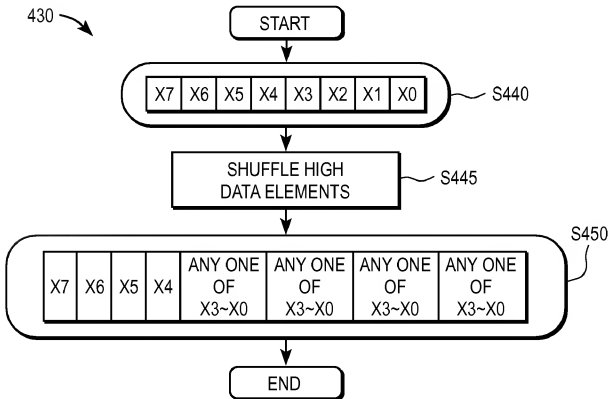 430
START
X7 X6 X5 X4 X3 X2 X1 X0
S440
SHUFFLE HIGH
DATA ELEMENTS
S445
S450
X7 X6 X5 X4
ANY ONE
OF
X3~X0
ANY ONE
OF
X3~X0
ANY ONE
OF
X3~X0
ANY ONE
OF
X3~X0
END